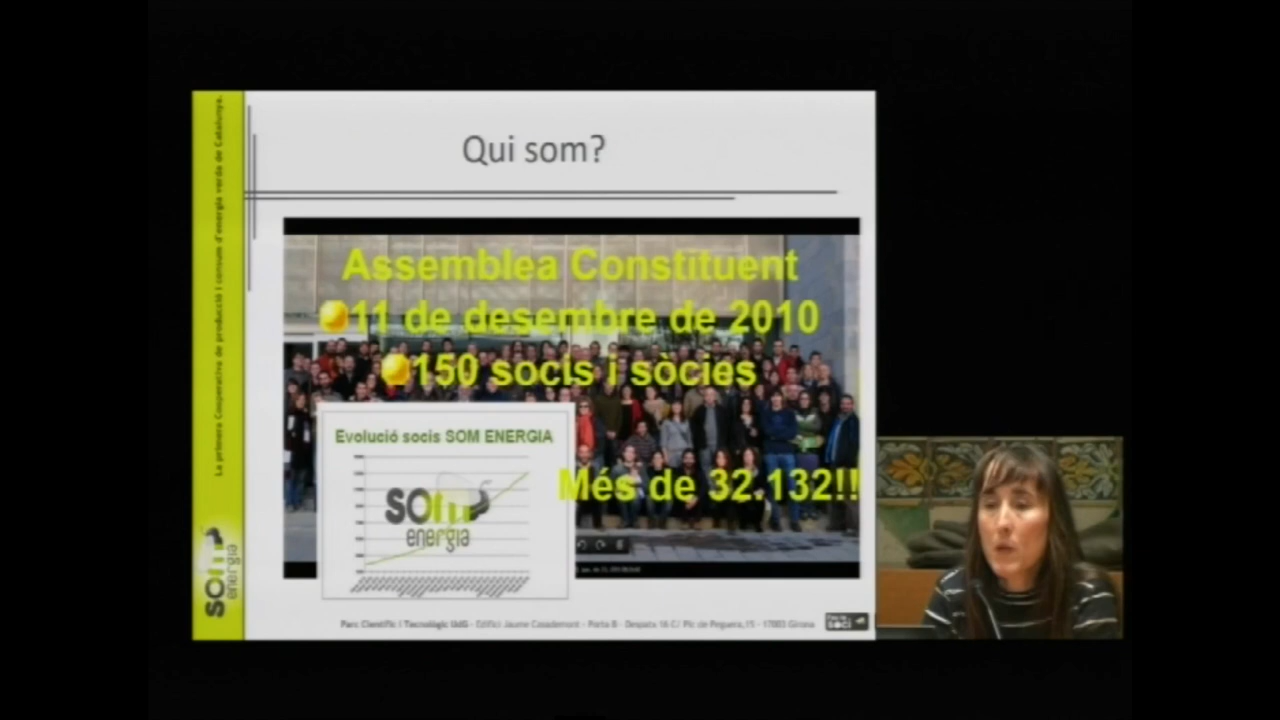 La primera Cooperativa de producció i consum d'energia verda de Catalunya.
Qui som?
Assemblea Constituent
11 de desembre de 2010
150 socis i sòcies
Evolució socis SOM ENERGIA
Més de 32.132!!
som
energia
som
energia
Parc Científic i Tecnològic UdG - Edifici Jaume Casademont - Porta B - Despatx 16 C/ Pic de Peguera, 15 - 17003 Girona